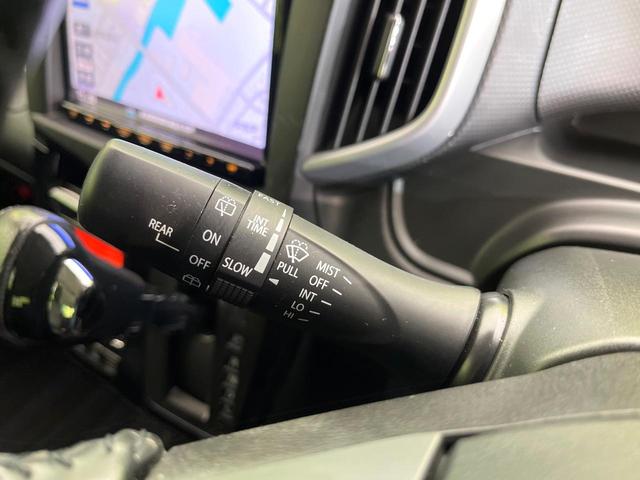 REAR
ON
OFF
FAST
INT
TIME
SLOW
PULL
MIST
OFF
INT
LO
HI